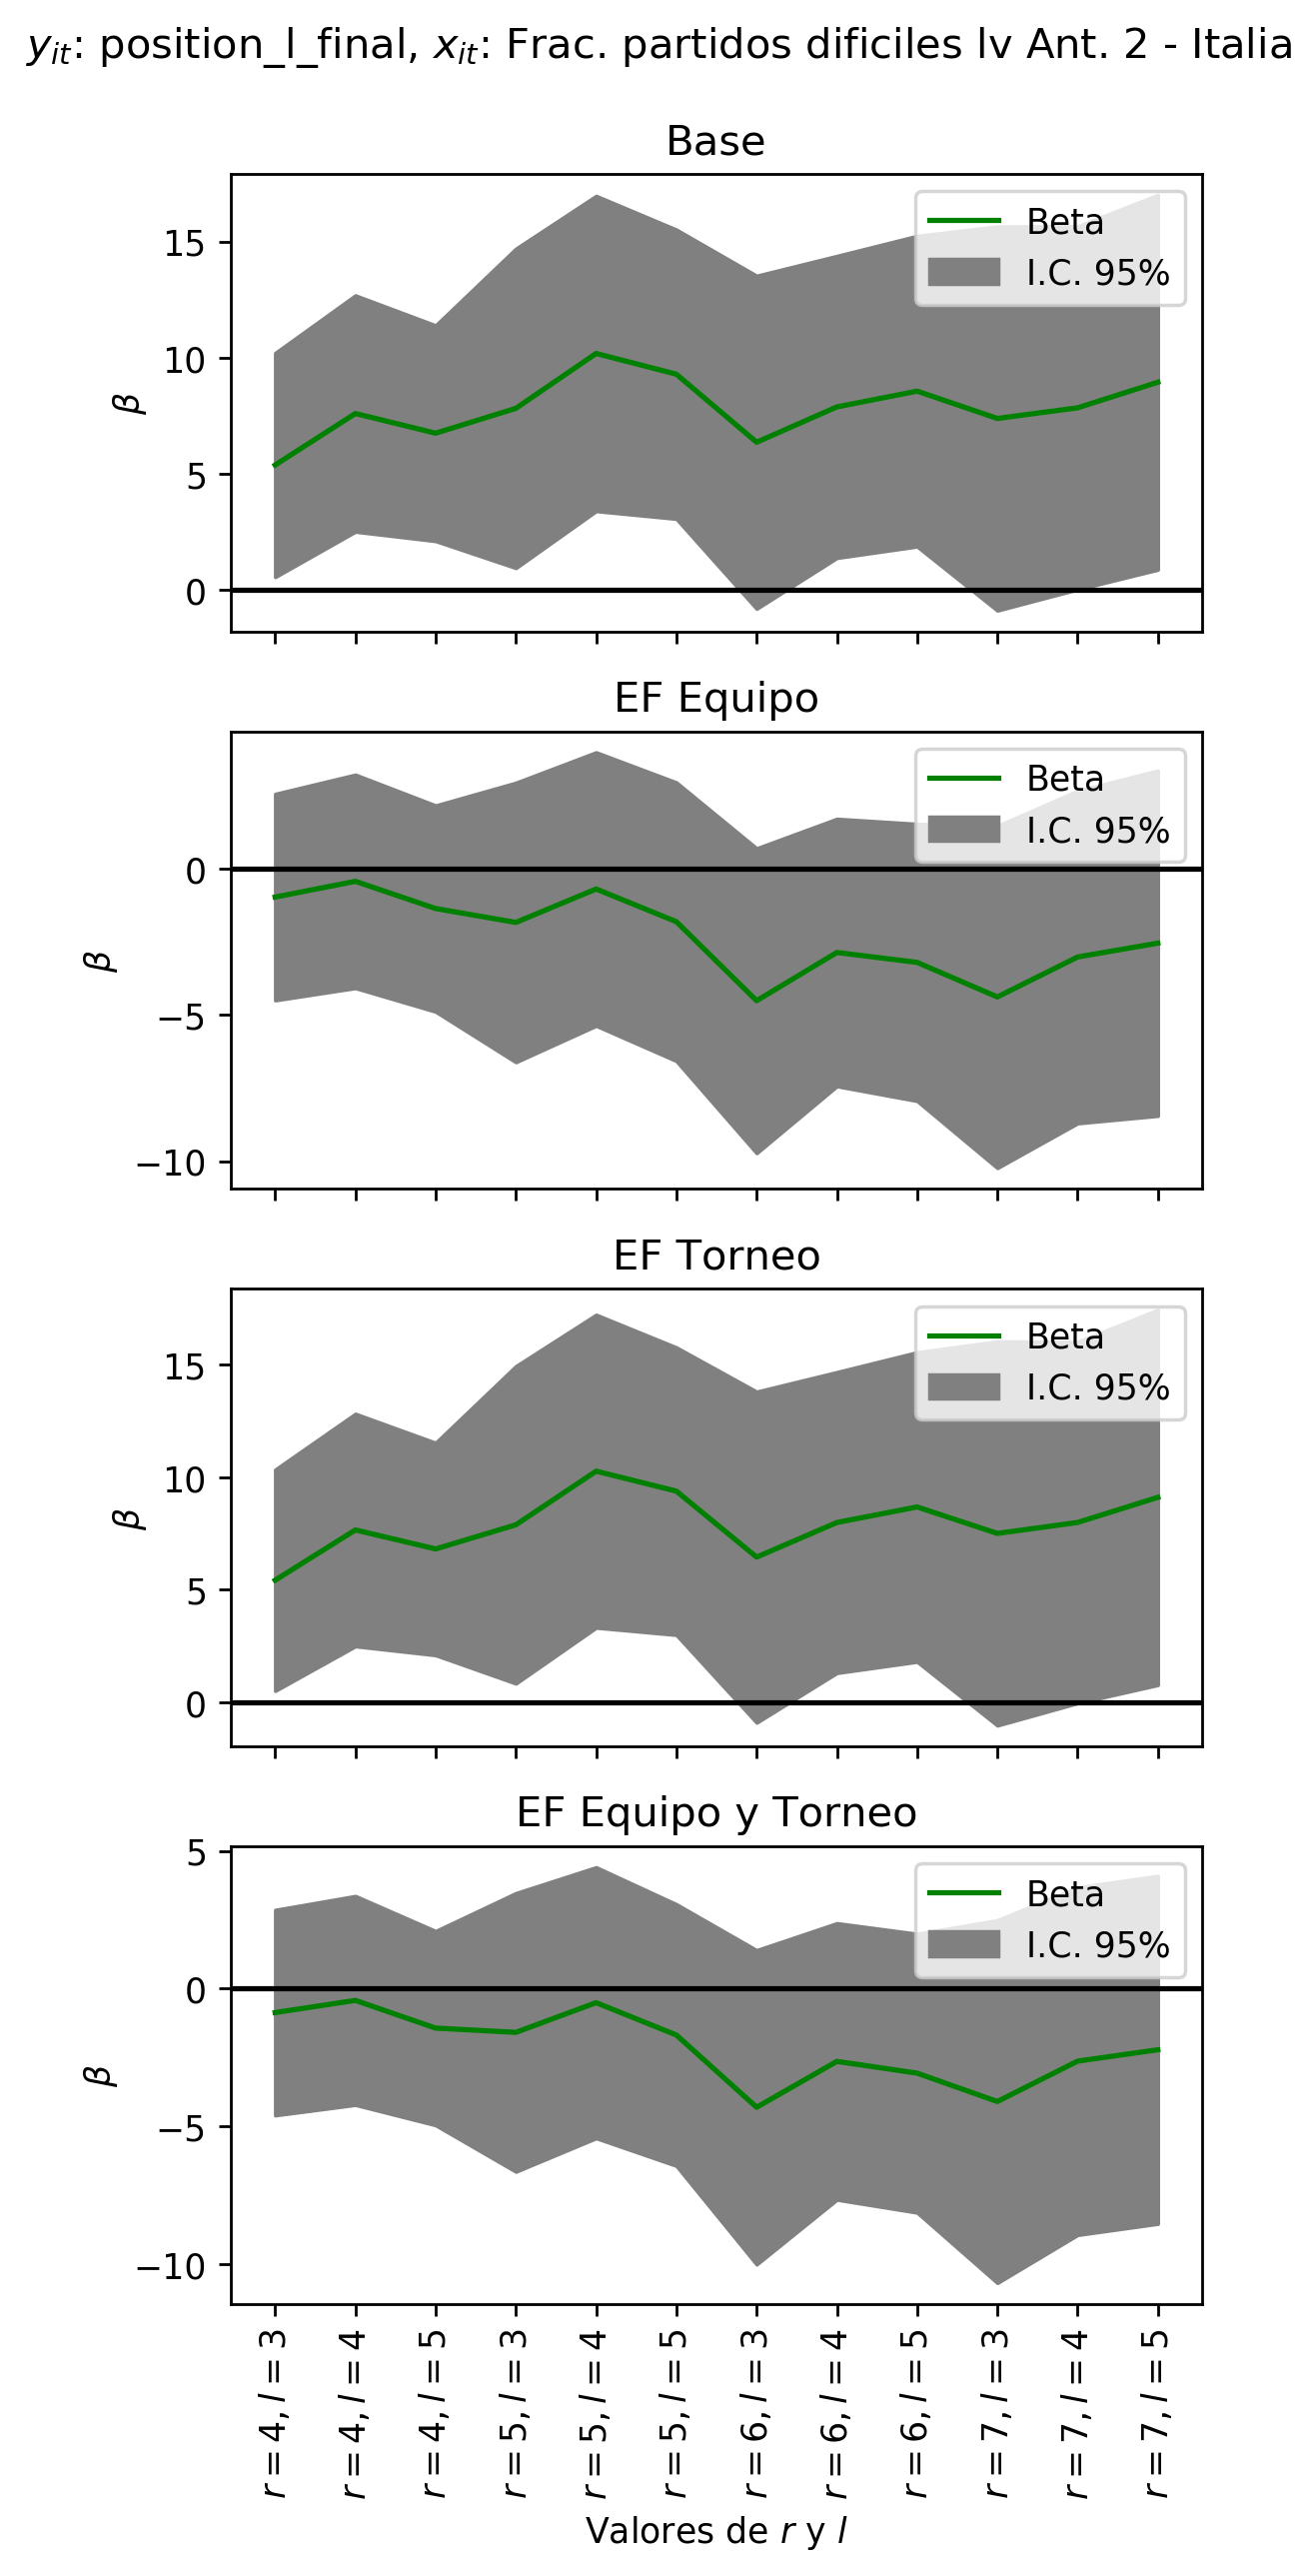 y_it: position_l_final, x_it: Frac. partidos dificiles lv Ant. 2 - Italia
Base
Beta
I.C. 95%
15
10
5
0
β
EF Equipo
Beta
I.C. 95%
0
−5
−10
β
EF Torneo
Beta
I.C. 95%
15
10
5
0
β
EF Equipo y Torneo
Beta
I.C. 95%
5
0
−5
−10
β
r = 4, l = 3
r = 4, l = 4
r = 4, l = 5
r = 5, l = 3
r = 5, l = 4
r = 5, l = 5
r = 6, l = 3
r = 6, l = 4
r = 6, l = 5
r = 7, l = 3
r = 7, l = 4
r = 7, l = 5
Valores de r y l